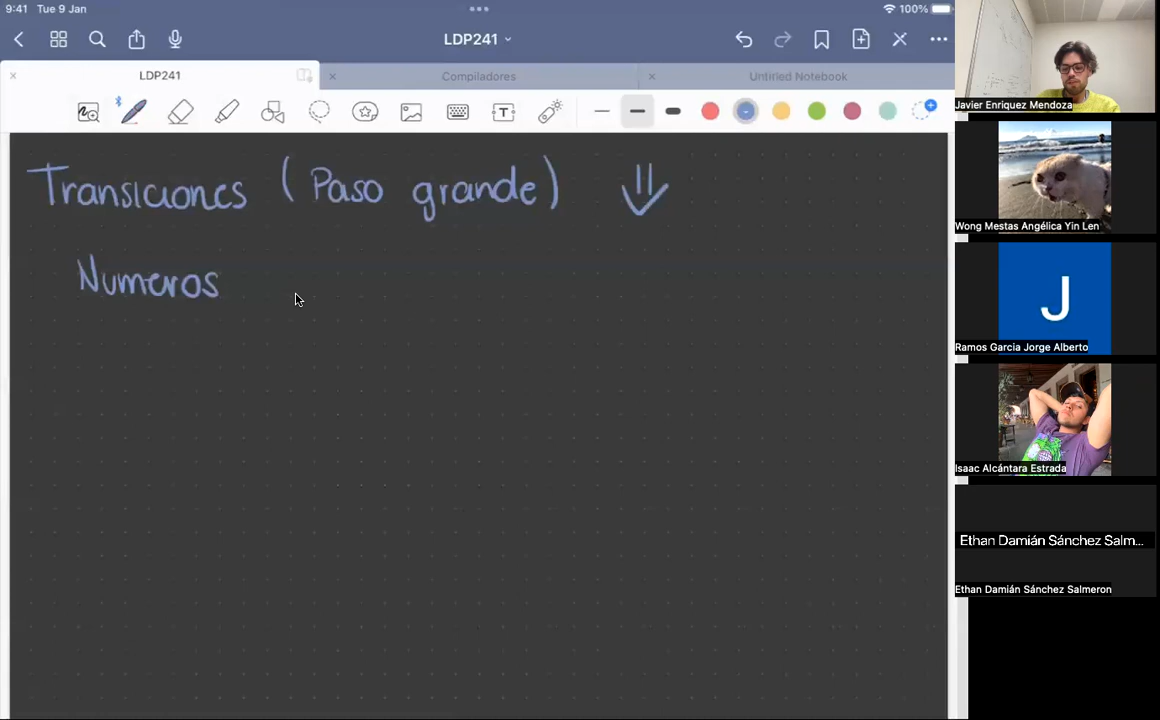 9:41 Tue 9 Jan
100%
LDP241
LDP241
Compiladores
Untitled Notebook
T
Transiciones (Paso grande) ⇓
Numeros
Javier Enriquez Mendoza
Wong Mestas Angélica Yin Len
J
Ramos Garcia Jorge Alberto
Isaac Alcántara Estrada
Ethan Damián Sánchez Salm...
Ethan Damián Sánchez Salmeron